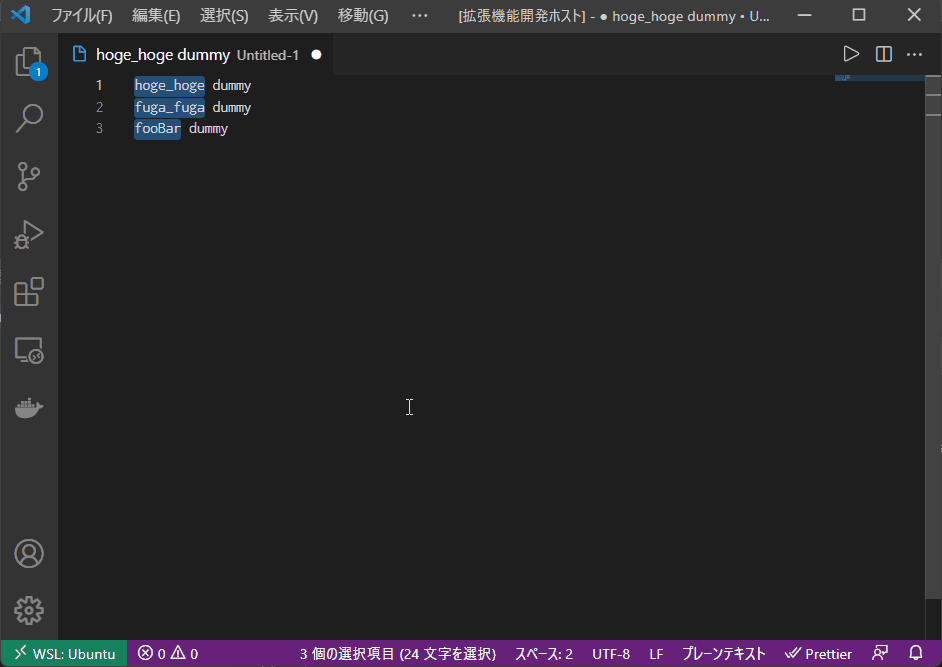 ファイル(F) 編集(E) 選択(S) 表示(V) 移動(G) ··· [拡張機能開発ホスト] - ● hoge_hoge dummy • U...
hoge_hoge dummy Untitled-1 ●
1
1 hoge_hoge dummy
2 fuga_fuga dummy
3 fooBar dummy
WSL: Ubuntu 0 0 3 個の選択項目 (24 文字を選択) スペース: 2 UTF-8 LF プレーンテキスト Prettier